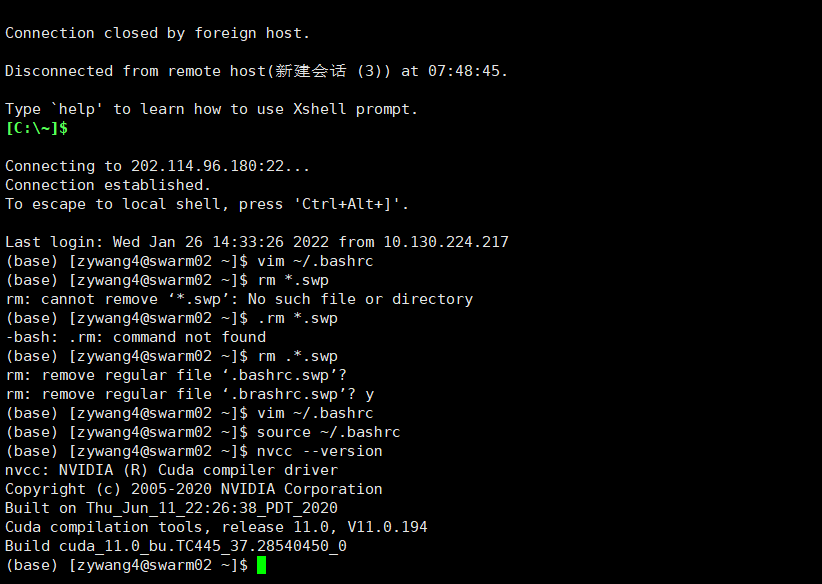 Connection closed by foreign host.
Disconnected from remote host(新建会话 (3)) at 07:48:45.
Type `help' to learn how to use Xshell prompt.
[C:\~]$
Connecting to 202.114.96.180:22...
Connection established.
To escape to local shell, press 'Ctrl+Alt+]'.
Last login: Wed Jan 26 14:33:26 2022 from 10.130.224.217
(base) [zywang4@swarm02 ~]$ vim ~/.bashrc
(base) [zywang4@swarm02 ~]$ rm *.swp
rm: cannot remove ‘*.swp’: No such file or directory
(base) [zywang4@swarm02 ~]$ .rm *.swp
-bash: .rm: command not found
(base) [zywang4@swarm02 ~]$ rm .*.swp
rm: remove regular file ‘.bashrc.swp’?
rm: remove regular file ‘.brashrc.swp’? y
(base) [zywang4@swarm02 ~]$ vim ~/.bashrc
(base) [zywang4@swarm02 ~]$ source ~/.bashrc
(base) [zywang4@swarm02 ~]$ nvcc --version
nvcc: NVIDIA (R) Cuda compiler driver
Copyright (c) 2005-2020 NVIDIA Corporation
Built on Thu_Jun_11_22:26:38_PDT_2020
Cuda compilation tools, release 11.0, V11.0.194
Build cuda_11.0_bu.TC445_37.28540450_0
(base) [zywang4@swarm02 ~]$